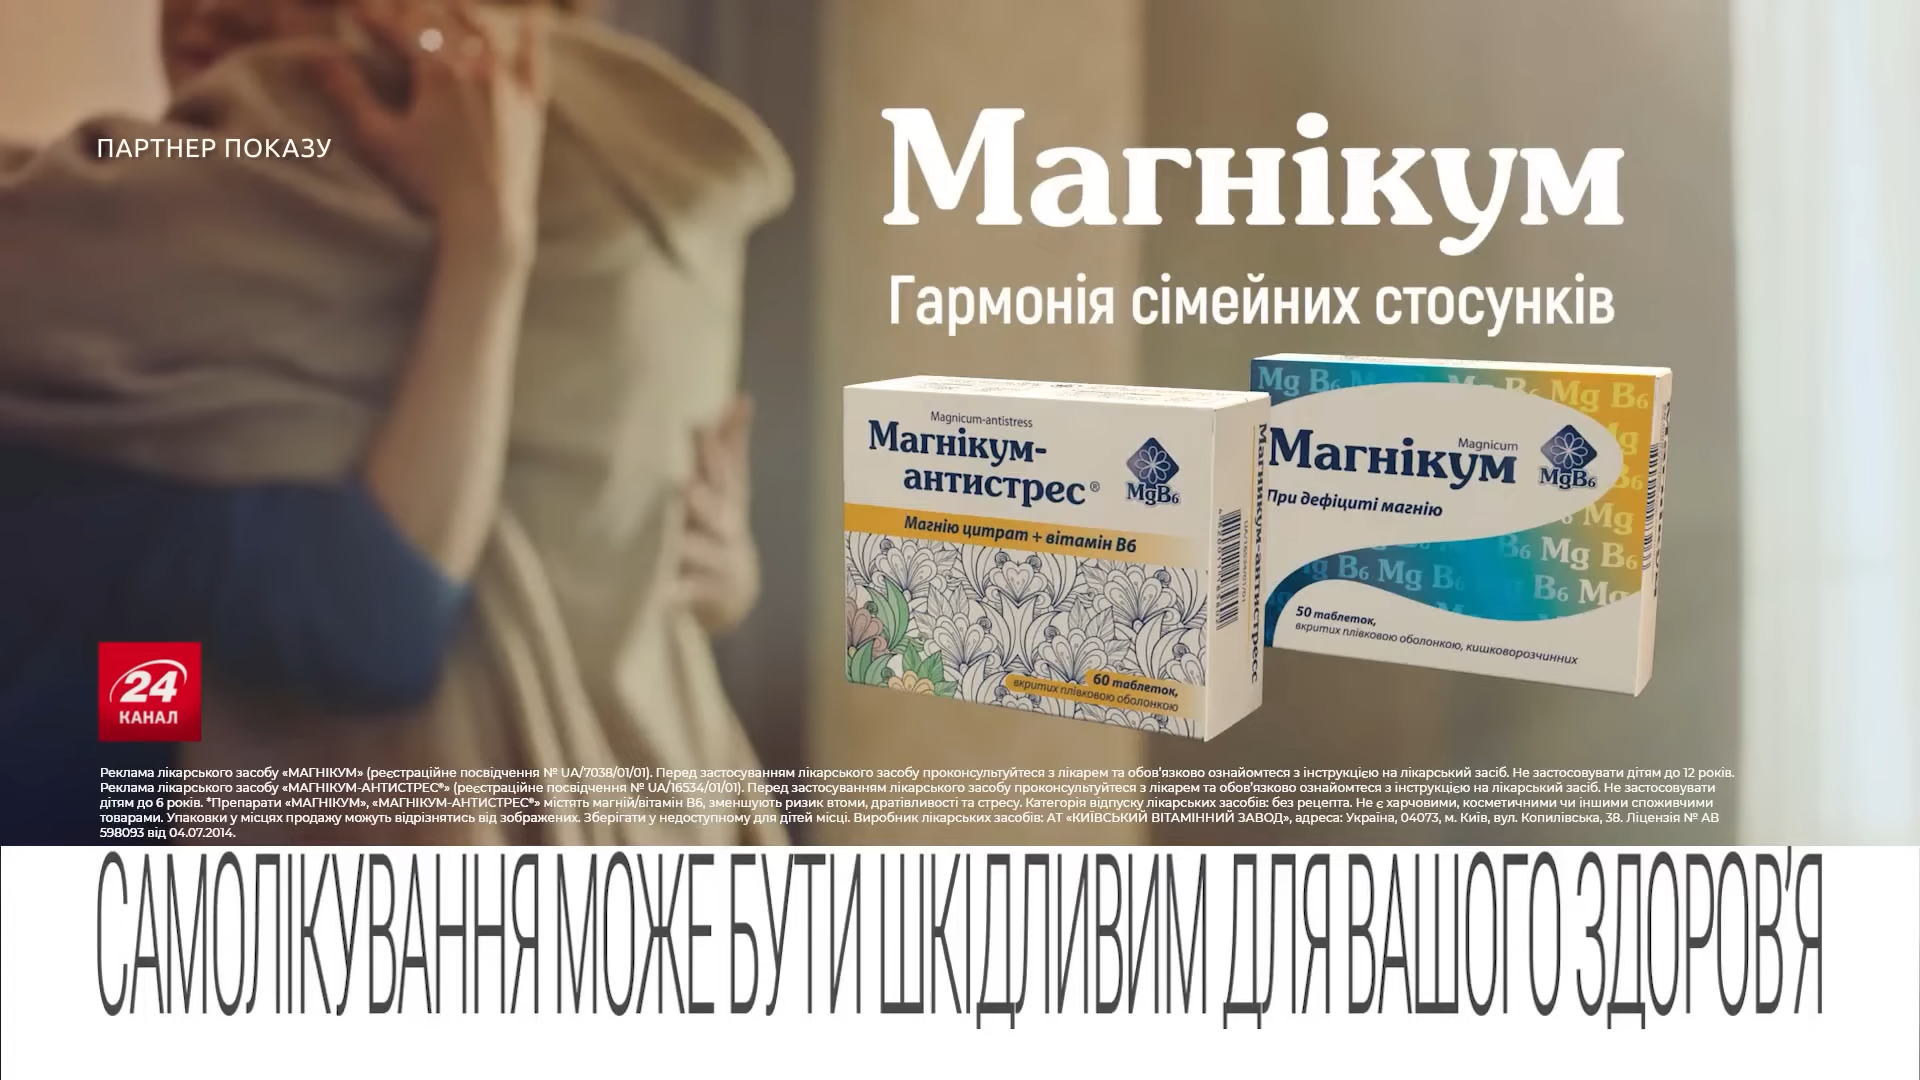 ПАРТНЕР ПОКАЗУ
Магнікум
Гармонія сімейних стосунків
Magnicum-antistress
Магнікум-
антистрес®
MgB6
Магнію цитрат + вітамін В6
60 таблеток,
вкритих плівковою оболонкою
Магнікум-антистрес
Mg B6 Mg B6
Magnicum
Магнікум
MgB6
При дефіциті магнію
Mg B6 Mg B6
50 таблеток,
вкритих плівковою оболонкою, кишковорозчинних
24
КАНАЛ
Реклама лікарського засобу «МАГНІКУМ» (реєстраційне посвідчення № UA/7038/01/01). Перед застосуванням лікарського засобу проконсультуйтеся з лікарем та обов'язково ознайомтеся з інструкцією на лікарський засіб. Не застосовувати дітям до 12 років.
Реклама лікарського засобу «МАГНІКУМ-АНТИСТРЕС®» (реєстраційне посвідчення № UA/16534/01/01). Перед застосуванням лікарського засобу проконсультуйтеся з лікарем та обов'язково ознайомтеся з інструкцією на лікарський засіб. Не застосовувати
дітям до 6 років. *Препарати «МАГНІКУМ», «МАГНІКУМ-АНТИСТРЕС®» містять магній/вітамін В6, зменшують ризик втоми, дратівливості та стресу. Категорія відпуску лікарських засобів: без рецепта. Не є харчовими, косметичними чи іншими споживчими
товарами. Упаковки у місцях продажу можуть відрізнятись від зображених. Зберігати у недоступному для дітей місці. Виробник лікарських засобів: АТ «КИЇВСЬКИЙ ВІТАМІННИЙ ЗАВОД», адреса: Україна, 04073, м. Київ, вул. Копилівська, 38. Ліцензія № АВ
598093 від 04.07.2014.
САМОЛІКУВАННЯ МОЖЕ БУТИ ШКІДЛИВИМ ДЛЯ ВАШОГО ЗДОРОВ'Я